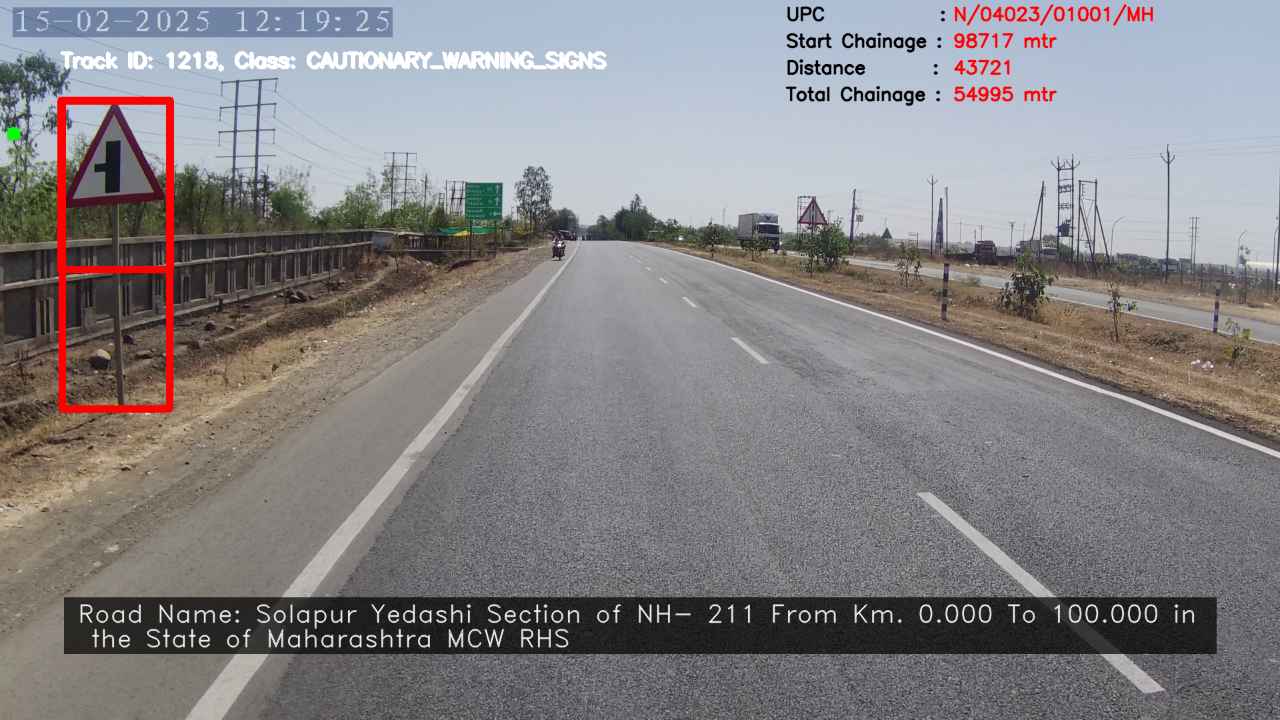 15-02-2025 12:19:25
Track ID: 1218, Class: CAUTIONARY_WARNING_SIGNS
UPC : N/04023/01001/MH
Start Chainage : 98717 mtr
Distance : 43721
Total Chainage : 54995 mtr
Road Name: Solapur Yedashi Section of NH- 211 From Km. 0.000 To 100.000 in
the State of Maharashtra MCW RHS